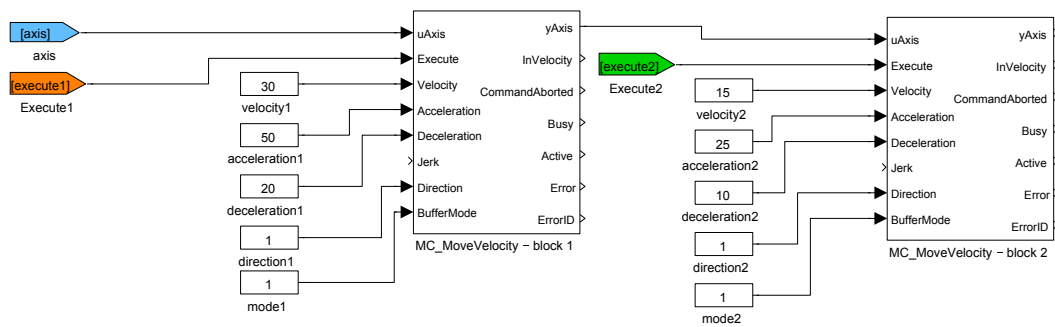 [axis]
axis
[execute1]
Execute1
30
velocity1
50
acceleration1
20
deceleration1
1
direction1
1
mode1
uAxis
Execute
Velocity
Acceleration
Deceleration
Jerk
Direction
BufferMode
yAxis
InVelocity
CommandAborted
Busy
Active
Error
ErrorID
MC_MoveVelocity − block 1
[execute2]
Execute2
15
velocity2
25
acceleration2
10
deceleration2
1
direction2
1
mode2
uAxis
Execute
Velocity
Acceleration
Deceleration
Jerk
Direction
BufferMode
yAxis
InVelocity
CommandAborted
Busy
Active
Error
ErrorID
MC_MoveVelocity − block 2